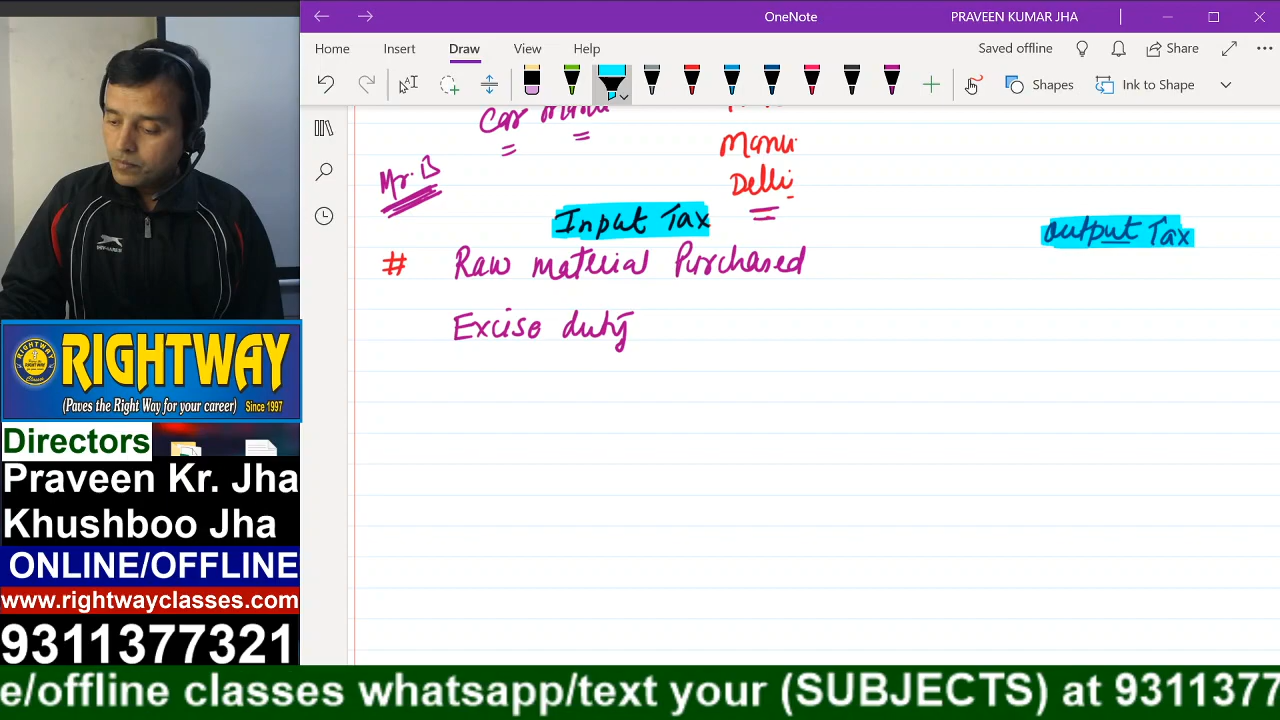 OneNote
PRAVEEN KUMAR JHA
Home Insert Draw View Help
Saved offline
Share
Shapes
Ink to Shape
Car Manu
Manu.
Delhi
Mr. B
Input Tax
Output Tax
# Raw material Purchased
Excise duty
RIGHTWAY
(Paves the Right Way for your career) Since 1997
Directors
Praveen Kr. Jha
Khushboo Jha
ONLINE/OFFLINE
www.rightwayclasses.com
9311377321
e/offline classes whatsapp/text your (SUBJECTS) at 9311377